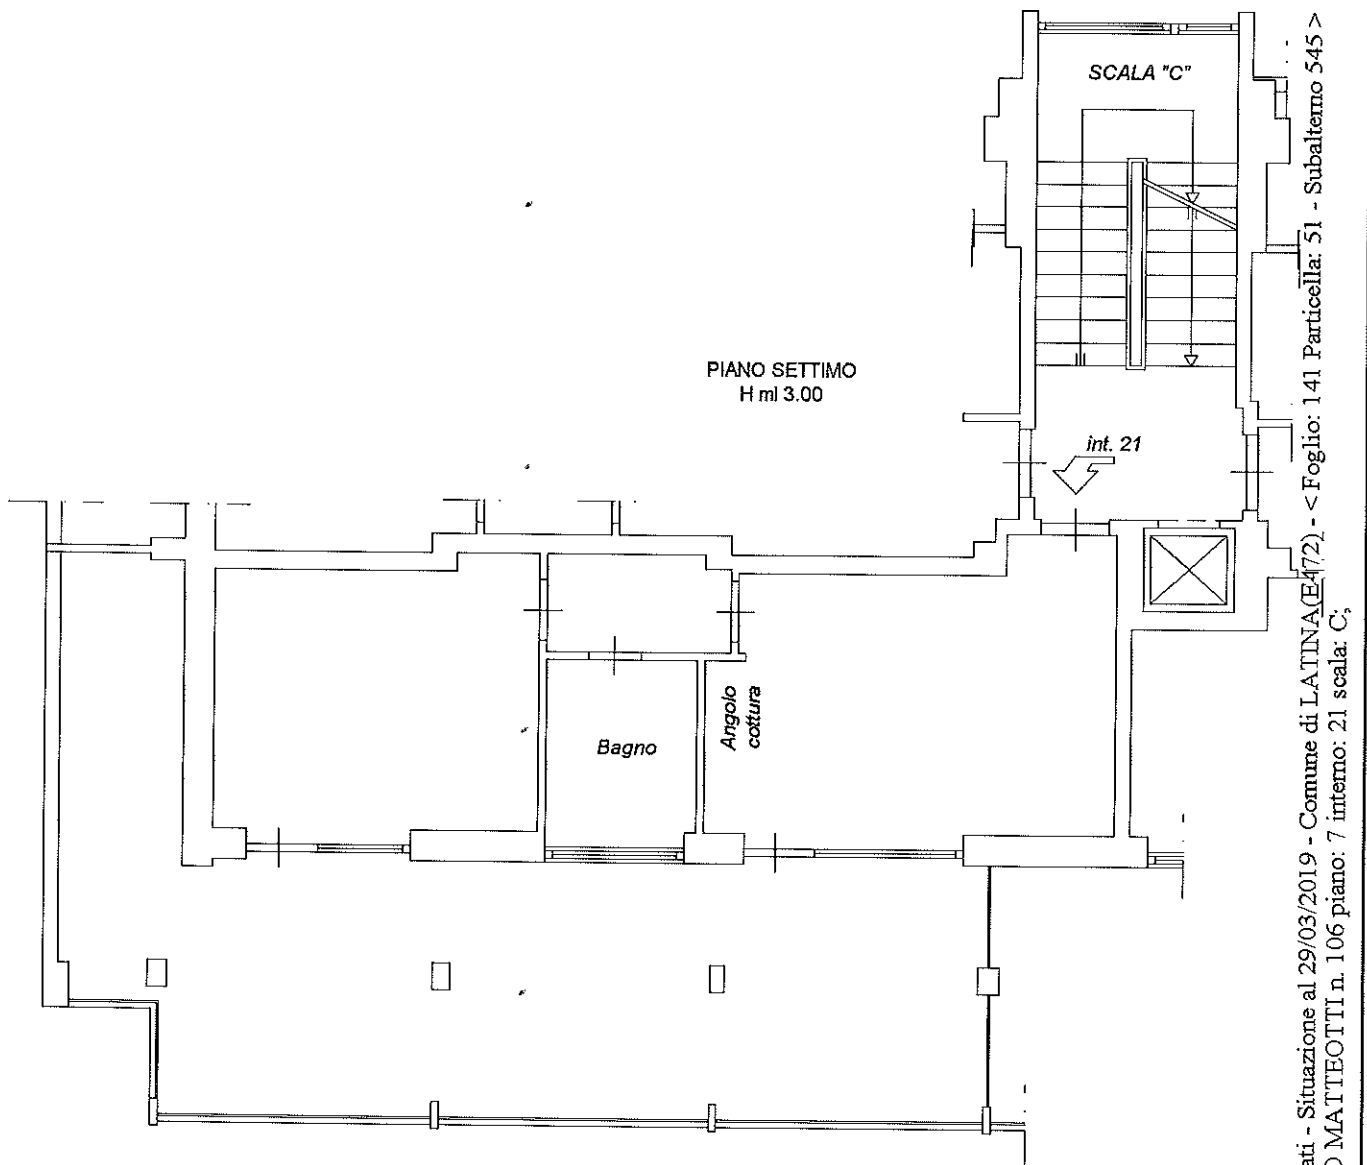 SCALA "C"
PIANO SETTIMO
H ml 3.00
int. 21
Angolo
cottura
Bagno
ati - Situazione al 29/03/2019 - Comune di LATINA(E472) - <Foglio: 141 Particella: 51 - Subalterno 545 >
MATTEOTTI n. 106 piano: 7 interno: 21 scala: C;